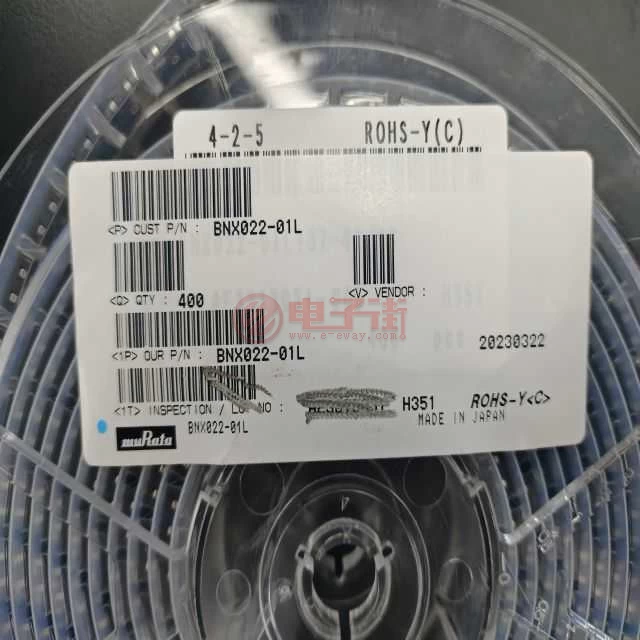 4-2-5 ROHS-Y(C)
<P> CUST P/N : BNX022-01L
<Q> QTY : 400 <V> VENDOR :
电子街
www.e-eway.com
<1P> OUR P/N : BNX022-01L 20230322
<1T> INSPECTION / LOT NO : H351 ROHS-Y<C>
MADE IN JAPAN
muRata BNX022-01L